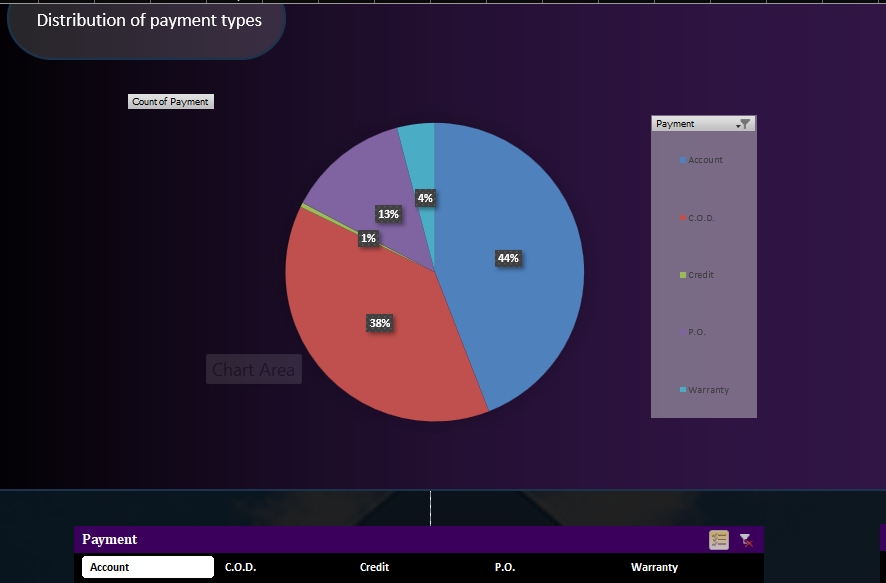 Distribution of payment types
Count of Payment
Payment
Account
4%
13%
C.O.D.
1%
44%
Credit
38%
P.O.
Chart Area
Warranty
Payment
Account C.O.D. Credit P.O. Warranty